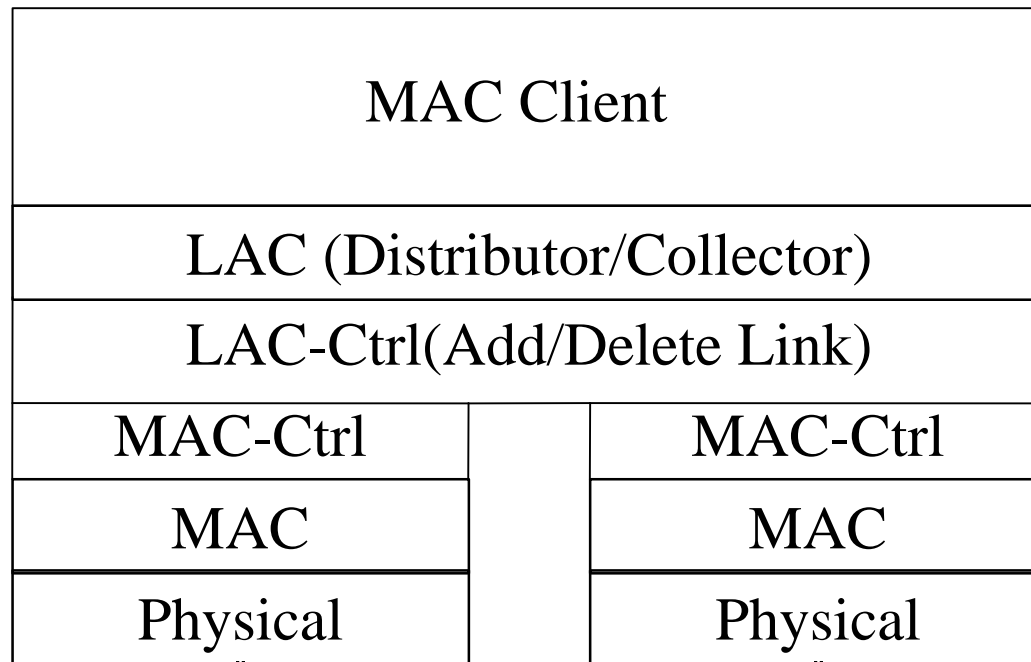 MAC Client
LAC (Distributor/Collector)
LAC-Ctrl(Add/Delete Link)
MAC-Ctrl MAC-Ctrl
MAC MAC
Physical Physical